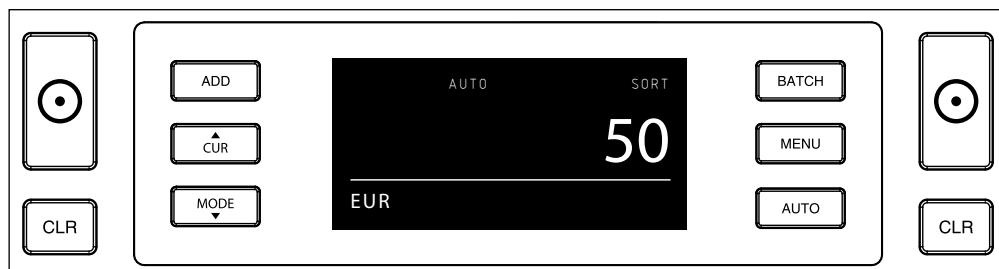 ADD
CUR
MODE
CLR
AUTO SORT
50
EUR
BATCH
MENU
AUTO
CLR